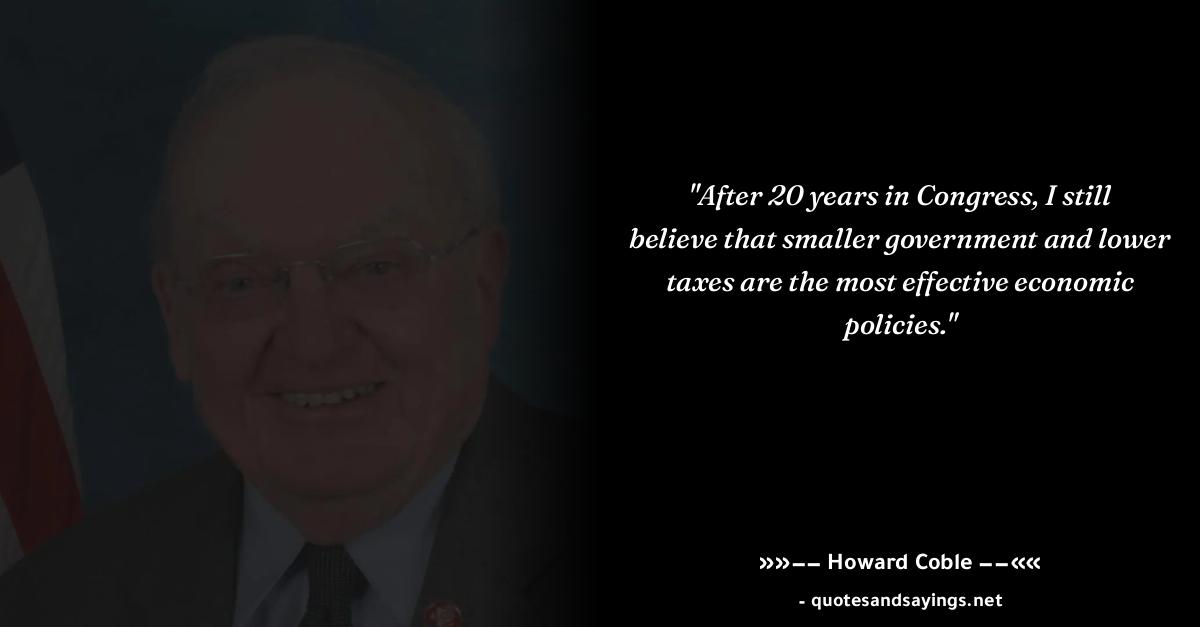 "After 20 years in Congress, I still
believe that smaller government and lower
taxes are the most effective economic
policies."
»»−− Howard Coble −−««
- quotesandsayings.net